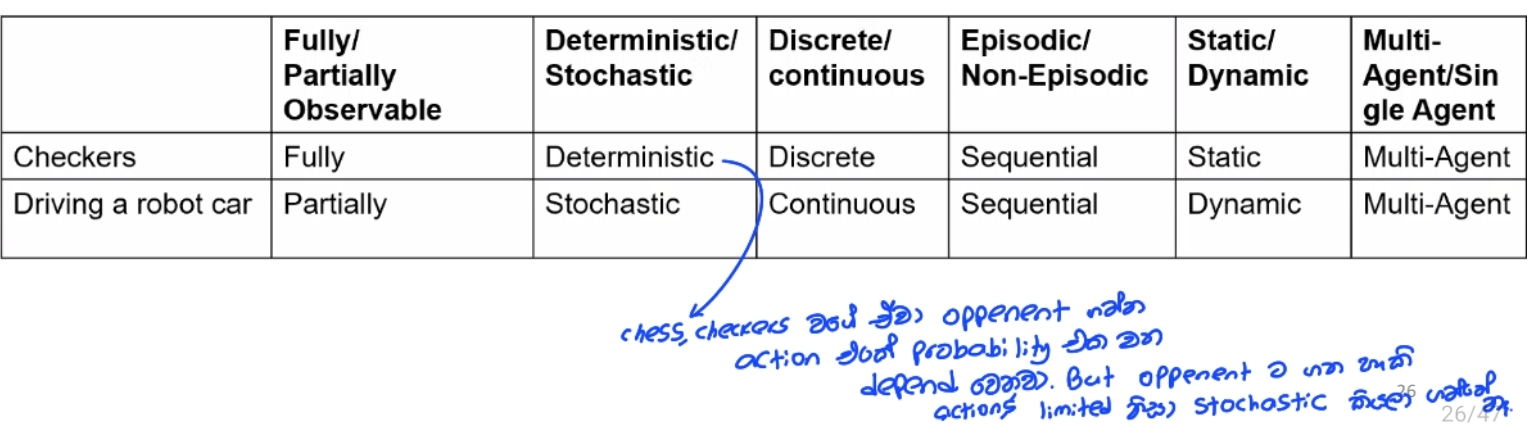 Fully/ Partially Observable | Deterministic/ Stochastic | Discrete/ continuous | Episodic/ Non-Episodic | Static/ Dynamic | Multi-Agent/Single Agent
Checkers | Fully | Deterministic | Discrete | Sequential | Static | Multi-Agent
Driving a robot car | Partially | Stochastic | Continuous | Sequential | Dynamic | Multi-Agent
chess, checkers වගේ ඒවා oppenent ගන්න
action එකේ probability එක මත
depend වෙනවා. But oppenent ට ගත හැකි
actions limited නිසා stochastic කියලා ගන්නේ නෑ.
26
26/47